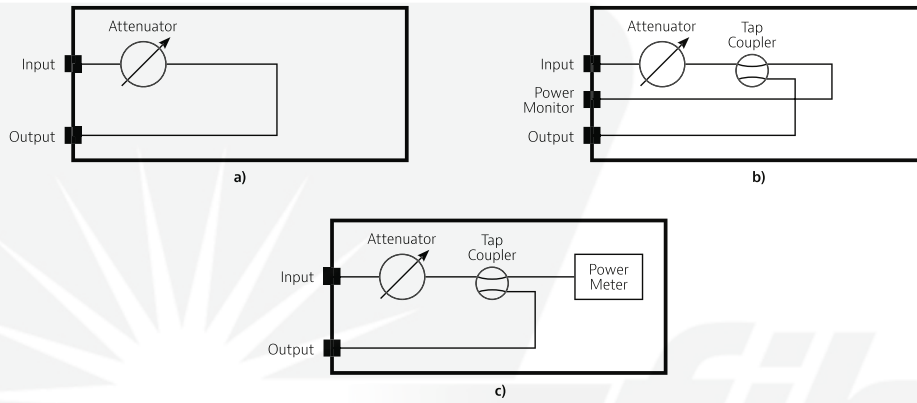 Attenuator
Input
Output
a)
Attenuator
Tap
Coupler
Input
Power
Monitor
Output
b)
Attenuator
Tap
Coupler
Input
Power
Meter
Output
c)